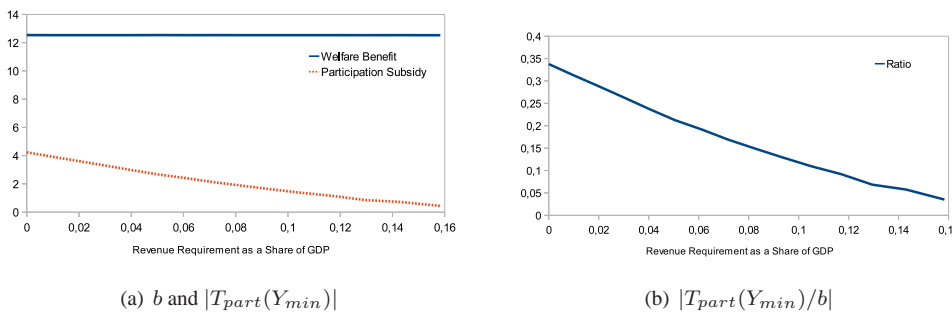 14
12
10
8
6
4
2
0
Welfare Benefit
Participation Subsidy
0 0,02 0,04 0,06 0,08 0,1 0,12 0,14 0,16
Revenue Requirement as a Share of GDP
(a) b and |T_part(Y_min)|
0,4
0,35
0,3
0,25
0,2
0,15
0,1
0,05
0
Ratio
0 0,02 0,04 0,06 0,08 0,1 0,12 0,14 0,1
Revenue Requirement as a Share of GDP
(b) |T_part(Y_min)/b|